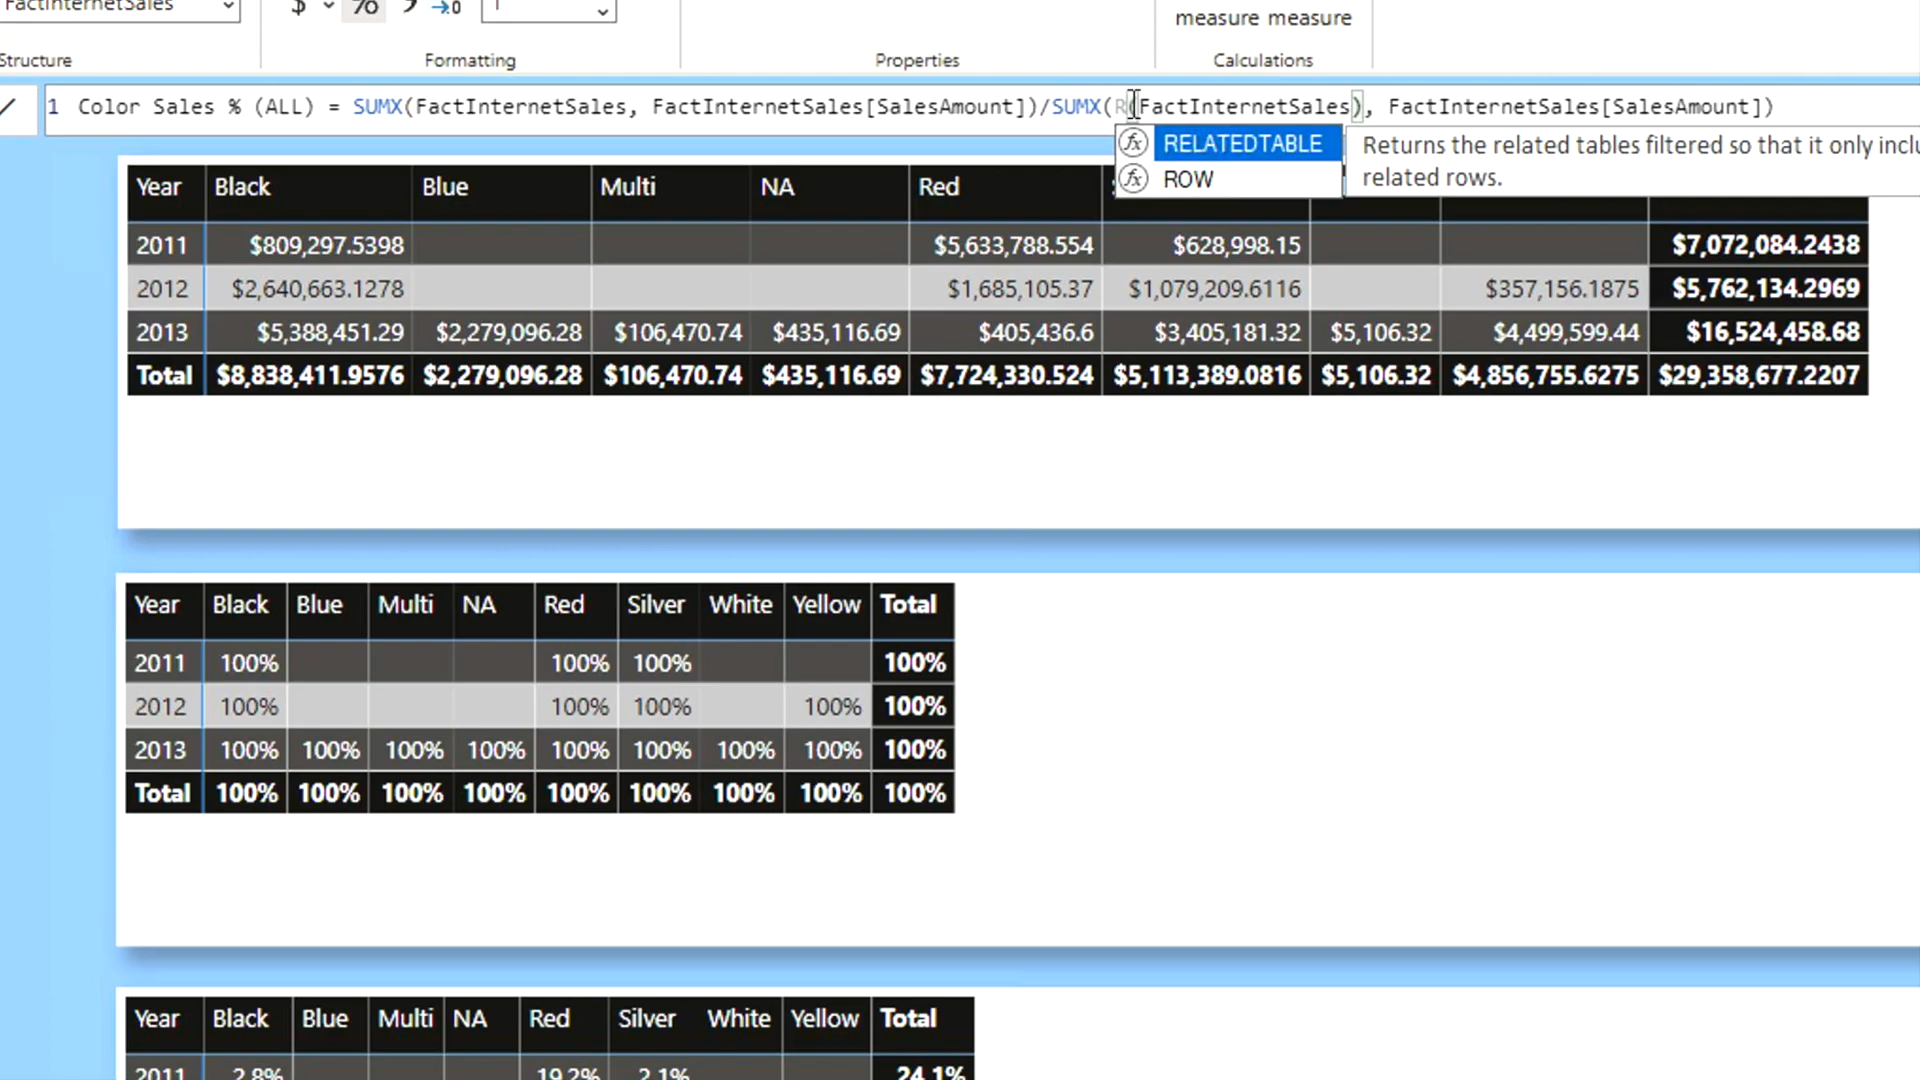 FactInternetSales
$ % 9
measure measure
Structure Formatting Properties Calculations
1 Color Sales % (ALL) = SUMX(FactInternetSales, FactInternetSales[SalesAmount])/SUMX(R(FactInternetSales), FactInternetSales[SalesAmount])
fx RELATEDTABLE Returns the related tables filtered so that it only inclu
fx ROW related rows.
Year Black Blue Multi NA Red
2011 $809,297.5398 $5,633,788.554 $628,998.15 $7,072,084.2438
2012 $2,640,663.1278 $1,685,105.37 $1,079,209.6116 $357,156.1875 $5,762,134.2969
2013 $5,388,451.29 $2,279,096.28 $106,470.74 $435,116.69 $405,436.6 $3,405,181.32 $5,106.32 $4,499,599.44 $16,524,458.68
Total $8,838,411.9576 $2,279,096.28 $106,470.74 $435,116.69 $7,724,330.524 $5,113,389.0816 $5,106.32 $4,856,755.6275 $29,358,677.2207
Year Black Blue Multi NA Red Silver White Yellow Total
2011 100% 100% 100% 100%
2012 100% 100% 100% 100% 100%
2013 100% 100% 100% 100% 100% 100% 100% 100% 100%
Total 100% 100% 100% 100% 100% 100% 100% 100% 100%
Year Black Blue Multi NA Red Silver White Yellow Total
2011 2.8% 19.2% 2.1% 24.1%